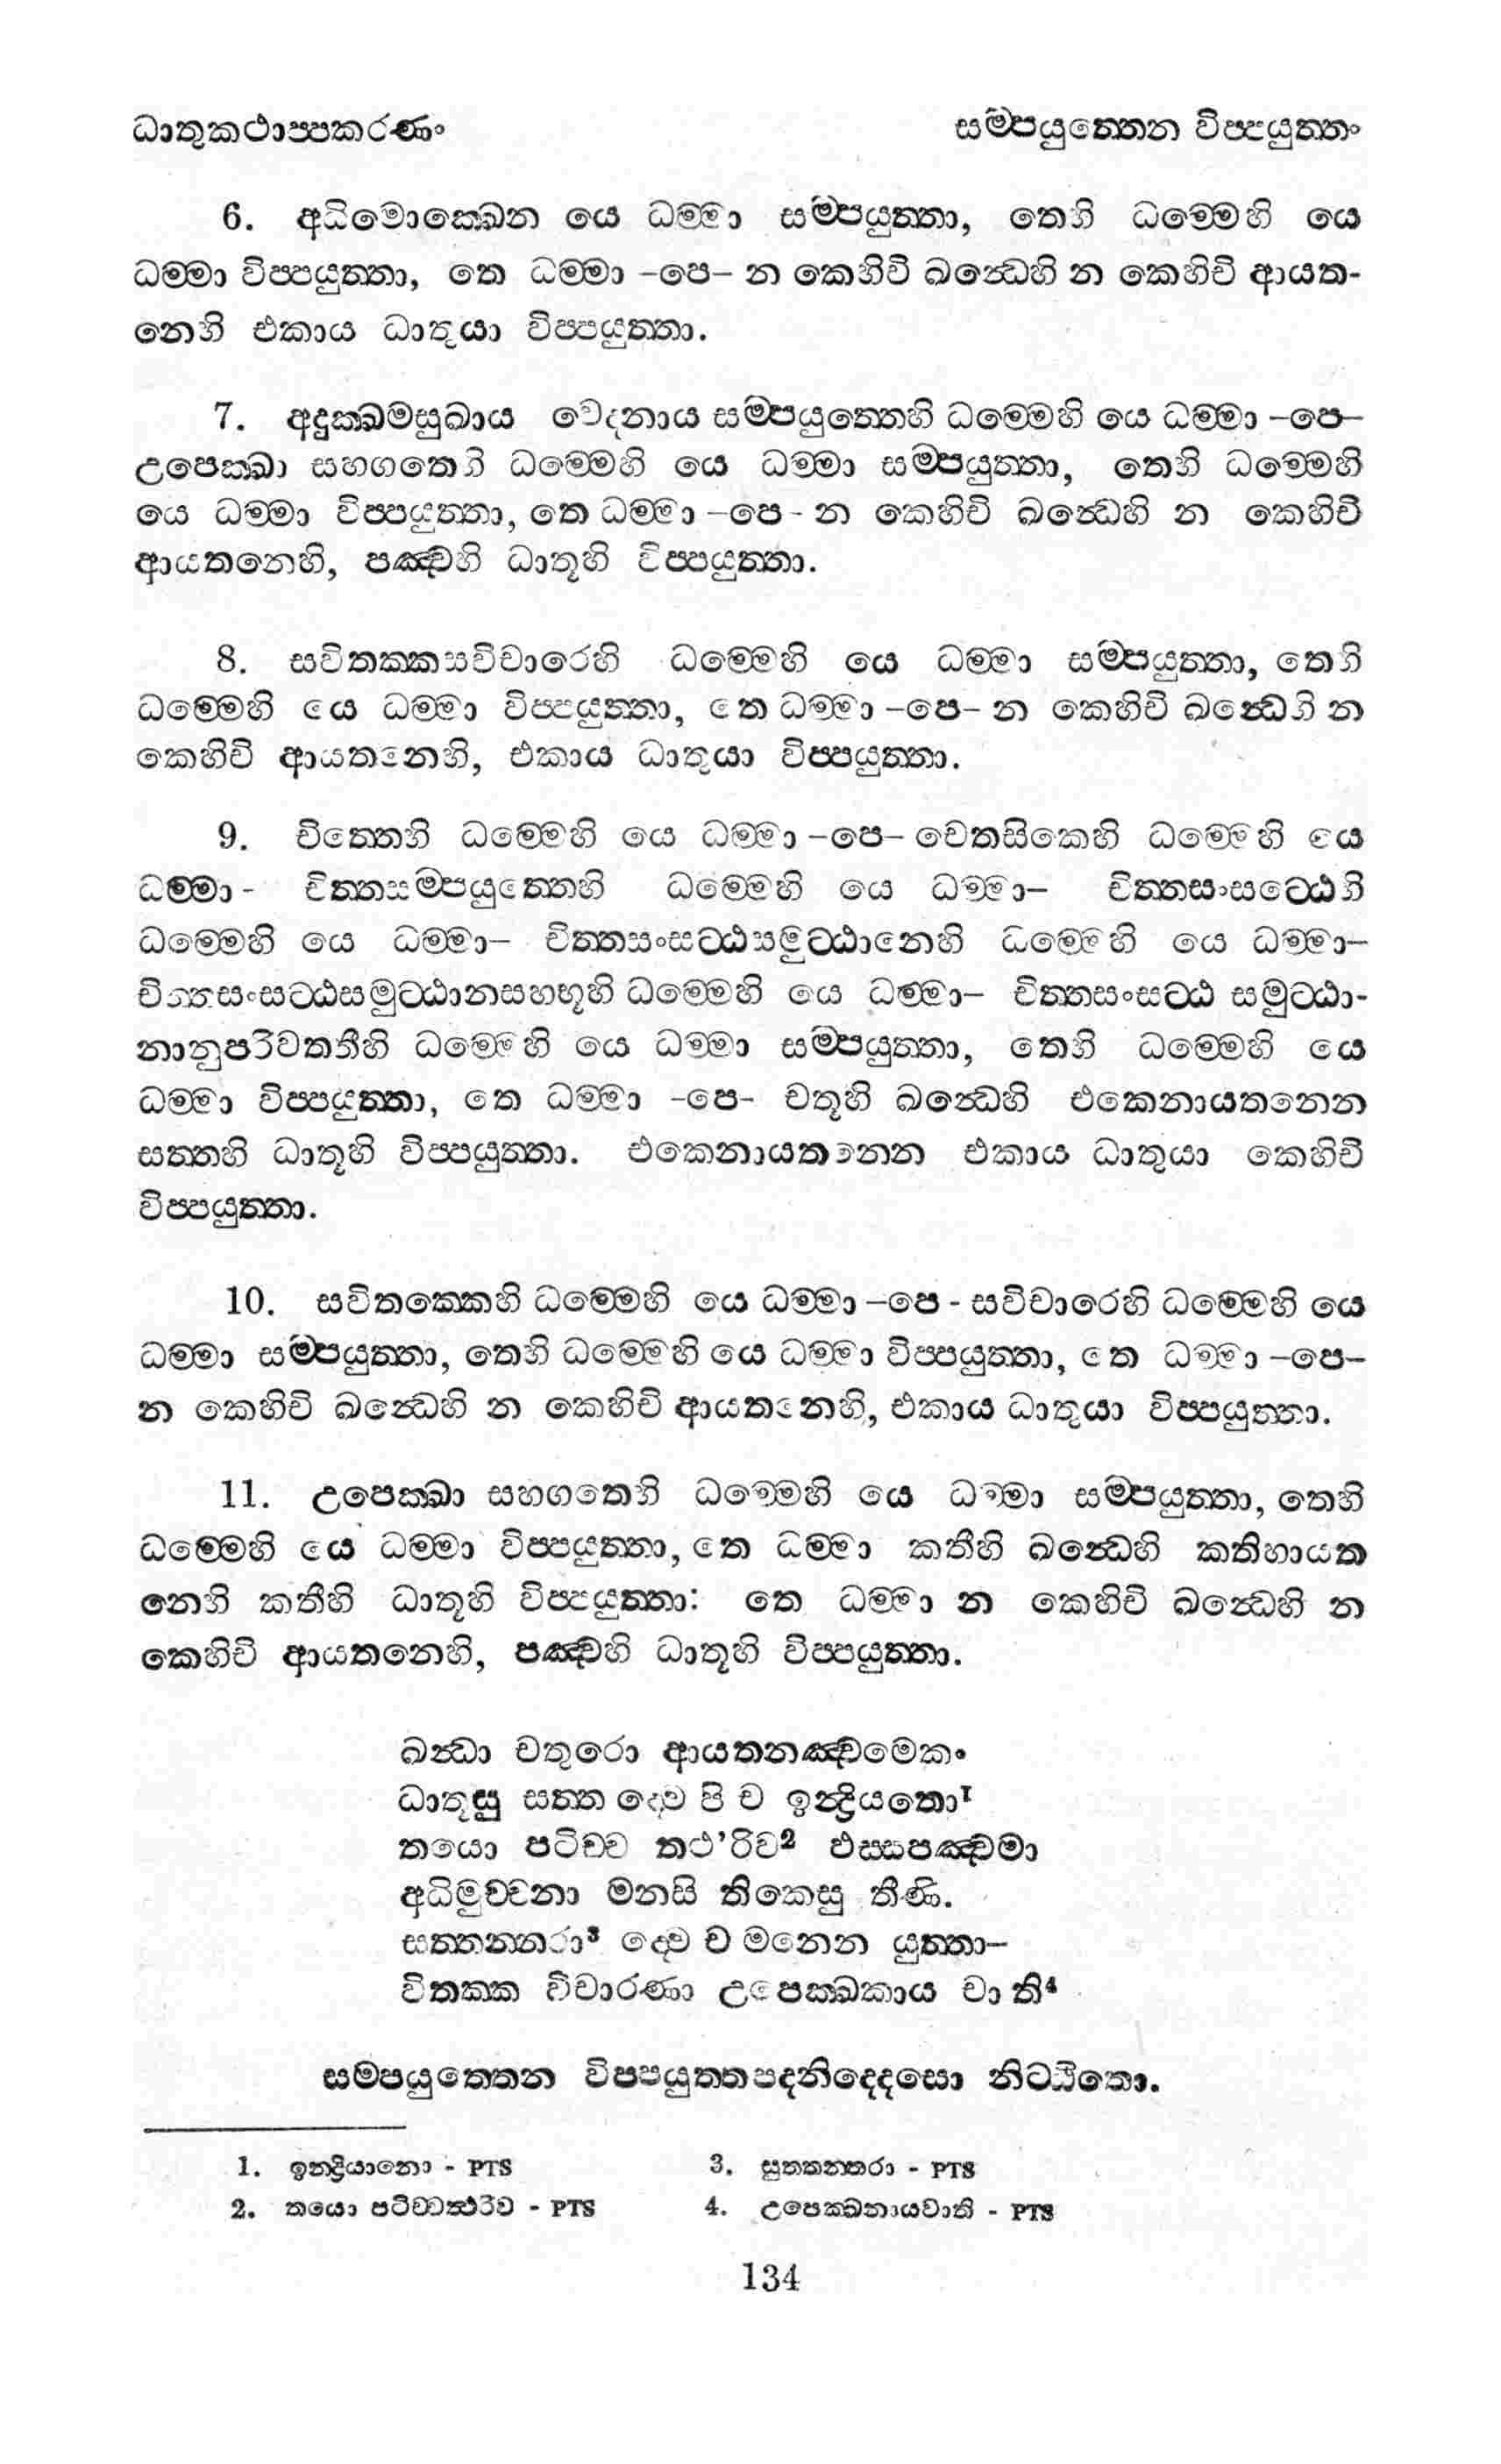 ධාතුකථාප්පකරණං සම්පයුත්තෙන විප්පයුත්තං
6. අධිමොක්ඛෙන යෙ ධම්මා සම්පයුත්තා, තෙහි ධම්මෙහි යෙ
ධම්මා විප්පයුත්තා, තෙ ධම්මා -පෙ- න කෙහිචි ඛන්ධෙහි න කෙහිචි ආයත-
නෙහි එකාය ධාතුයා විප්පයුත්තා.
7. අදුක්ඛමසුඛාය වෙදනාය සම්පයුත්තෙහි ධම්මෙහි යෙ ධම්මා -පෙ-
උපෙක්ඛා සහගතෙහි ධම්මෙහි යෙ ධම්මා සම්පයුත්තා, තෙහි ධම්මෙහි
යෙ ධම්මා විප්පයුත්තා, තෙ ධම්මා -පෙ- න කෙහිචි ඛන්ධෙහි න කෙහිචි
ආයතනෙහි, පඤ්චහි ධාතූහි විප්පයුත්තා.
8. සවිතක්කසවිචාරෙහි ධම්මෙහි යෙ ධම්මා සම්පයුත්තා, තෙහි
ධම්මෙහි යෙ ධම්මා විප්පයුත්තා, තෙ ධම්මා -පෙ- න කෙහිචි ඛන්ධෙහි න
කෙහිචි ආයතනෙහි, එකාය ධාතුයා විප්පයුත්තා.
9. චිත්තෙහි ධම්මෙහි යෙ ධම්මා -පෙ- චෙතසිකෙහි ධම්මෙහි යෙ
ධම්මා - චිත්තසම්පයුත්තෙහි ධම්මෙහි යෙ ධම්මා- චිත්තසංසට්ඨෙහි
ධම්මෙහි යෙ ධම්මා- චිත්තසංසට්ඨසමුට්ඨානෙහි ධම්මෙහි යෙ ධම්මා-
චිත්තසංසට්ඨසමුට්ඨානසහභූහි ධම්මෙහි යෙ ධම්මා- චිත්තසංසට්ඨ සමුට්ඨා-
නානුපරිවත්තීහි ධම්මෙහි යෙ ධම්මා සම්පයුත්තා, තෙහි ධම්මෙහි යෙ
ධම්මා විප්පයුත්තා, තෙ ධම්මා -පෙ- චතූහි ඛන්ධෙහි එකෙනායතනෙන
සත්තහි ධාතූහි විප්පයුත්තා. එකෙනායතනෙන එකාය ධාතුයා කෙහිචි
විප්පයුත්තා.
10. සවිතක්කෙහි ධම්මෙහි යෙ ධම්මා -පෙ - සවිචාරෙහි ධම්මෙහි යෙ
ධම්මා සම්පයුත්තා, තෙහි ධම්මෙහි යෙ ධම්මා විප්පයුත්තා, තෙ ධම්මා -පෙ-
න කෙහිචි ඛන්ධෙහි න කෙහිචි ආයතනෙහි, එකාය ධාතුයා විප්පයුත්තා.
11. උපෙක්ඛා සහගතෙහි ධම්මෙහි යෙ ධම්මා සම්පයුත්තා, තෙහි
ධම්මෙහි යෙ ධම්මා විප්පයුත්තා, තෙ ධම්මා කතීහි ඛන්ධෙහි කතිහායත
නෙහි කතීහි ධාතූහි විප්පයුත්තා: තෙ ධම්මා න කෙහිචි ඛන්ධෙහි න
කෙහිචි ආයතනෙහි, පඤ්චහි ධාතූහි විප්පයුත්තා.
ඛන්ධා චතුරො ආයතනඤ්චමෙකං
ධාතූසු සත්ත ද්වෙ පි ච ඉන්ද්‍රියතො1
තයො පටිච්ච තථ'රිව2 ඵස්සපඤ්චමා
අධිමුච්චනා මනසි තිකෙසු තීණි.
සත්තන්තරා3 ද්වෙ ච මනෙන යුත්තා-
විතක්ක විචාරණා උපෙක්ඛකාය චා ති4
සම්පයුත්තෙන විප්පයුත්තපදනිද්දෙසො නිට්ඨිතො.
1. ඉන්ද්‍රියානො - PTS 3. සුතකන්තරා - PTS
2. තයො පටිච්චත්ථරිව - PTS 4. උපෙක්ඛනායචාති - PTS
134